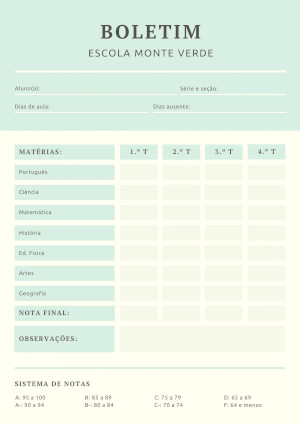 BOLETIM
ESCOLA MONTE VERDE
Aluno(s): Série e seção:
Dias de aula: Dias ausente:
MATÉRIAS: 1.º T 2.º T 3.º T 4.º T
Português
Ciência
Matemática
História
Ed. Física
Artes
Geografia
NOTA FINAL:
OBSERVAÇÕES:
SISTEMA DE NOTAS
A: 95 a 100 B: 85 a 89 C: 75 a 79 D: 65 a 69
A-: 90 a 94 B-: 80 a 84 C-: 70 a 74 F: 64 e menos